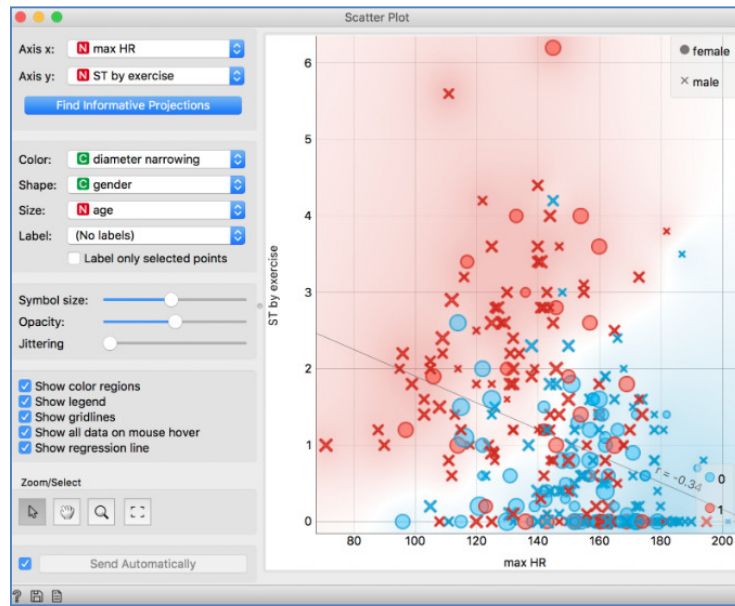 Scatter Plot
Axis x: N max HR
Axis y: N ST by exercise
Find Informative Projections
Color: C diameter narrowing
Shape: C gender
Size: N age
Label: (No labels)
Label only selected points
Symbol size:
Opacity:
Jittering
Show color regions
Show legend
Show gridlines
Show all data on mouse hover
Show regression line
Zoom/Select
Send Automatically
?
female
male
6
5
4
3
2
1
0
ST by exercise
r = -0.34
0
1
80 100 120 140 160 180 200
max HR